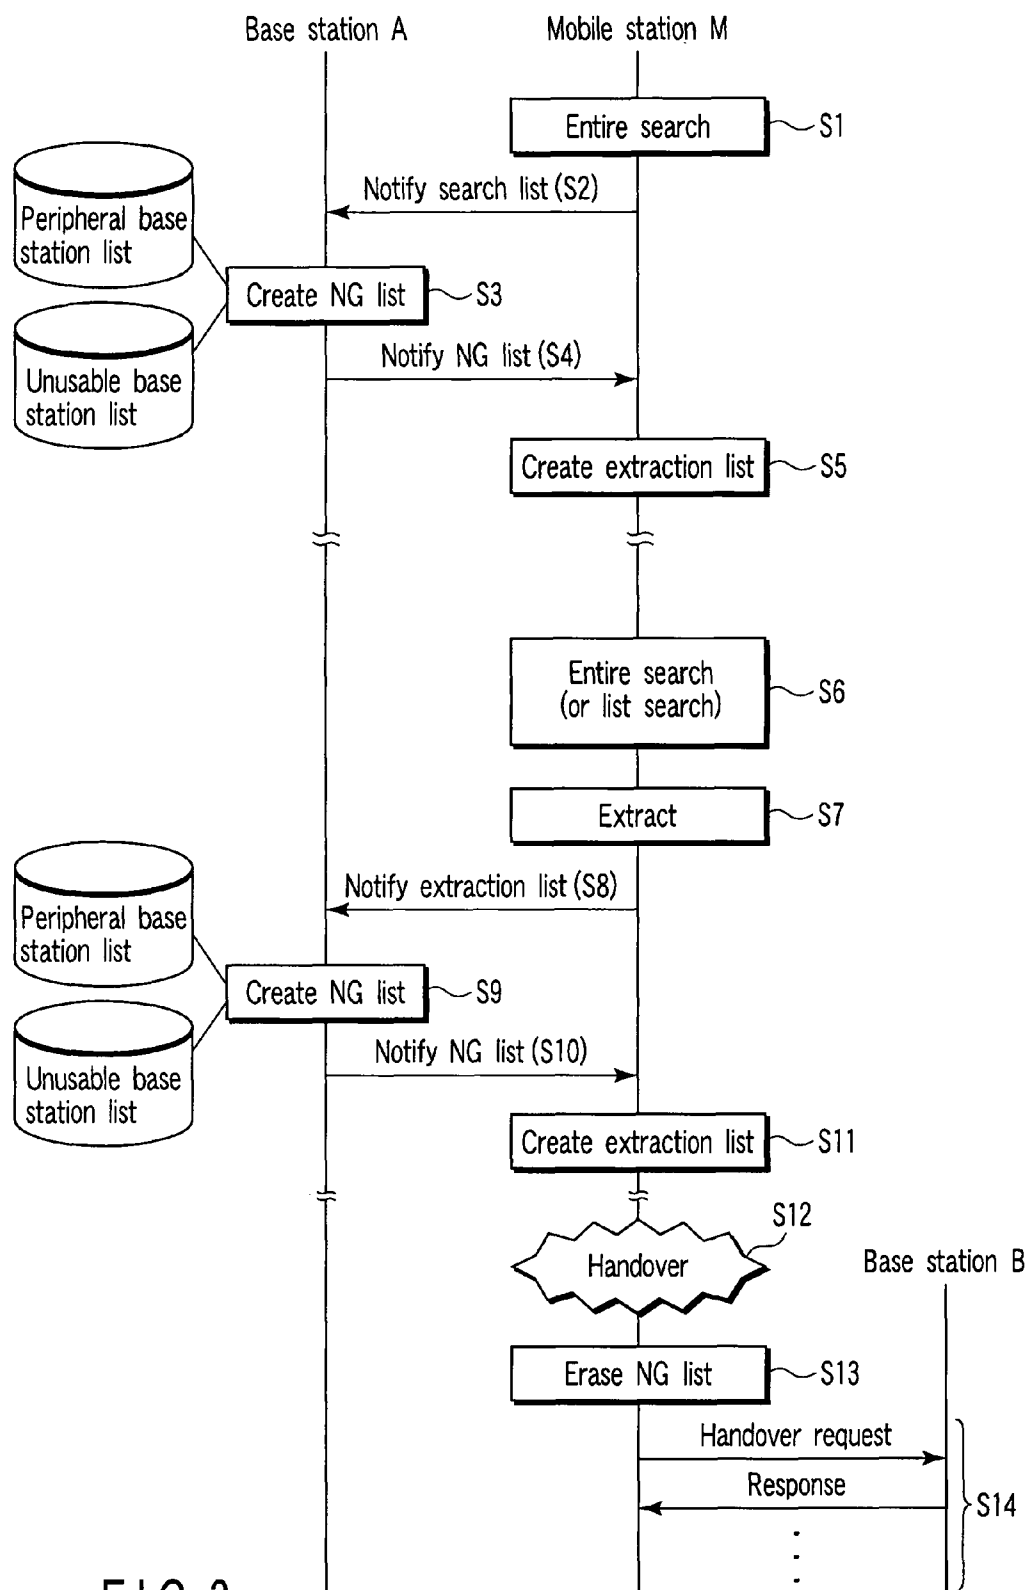 Base station A
Mobile station M
Entire search
S1
Notify search list (S2)
Peripheral base
station list
Create NG list
S3
Unusable base
station list
Notify NG list (S4)
Create extraction list
S5
Entire search
(or list search)
S6
Extract
S7
Notify extraction list (S8)
Peripheral base
station list
Create NG list
S9
Unusable base
station list
Notify NG list (S10)
Create extraction list
S11
S12
Handover
Base station B
Erase NG list
S13
Handover request
Response
S14